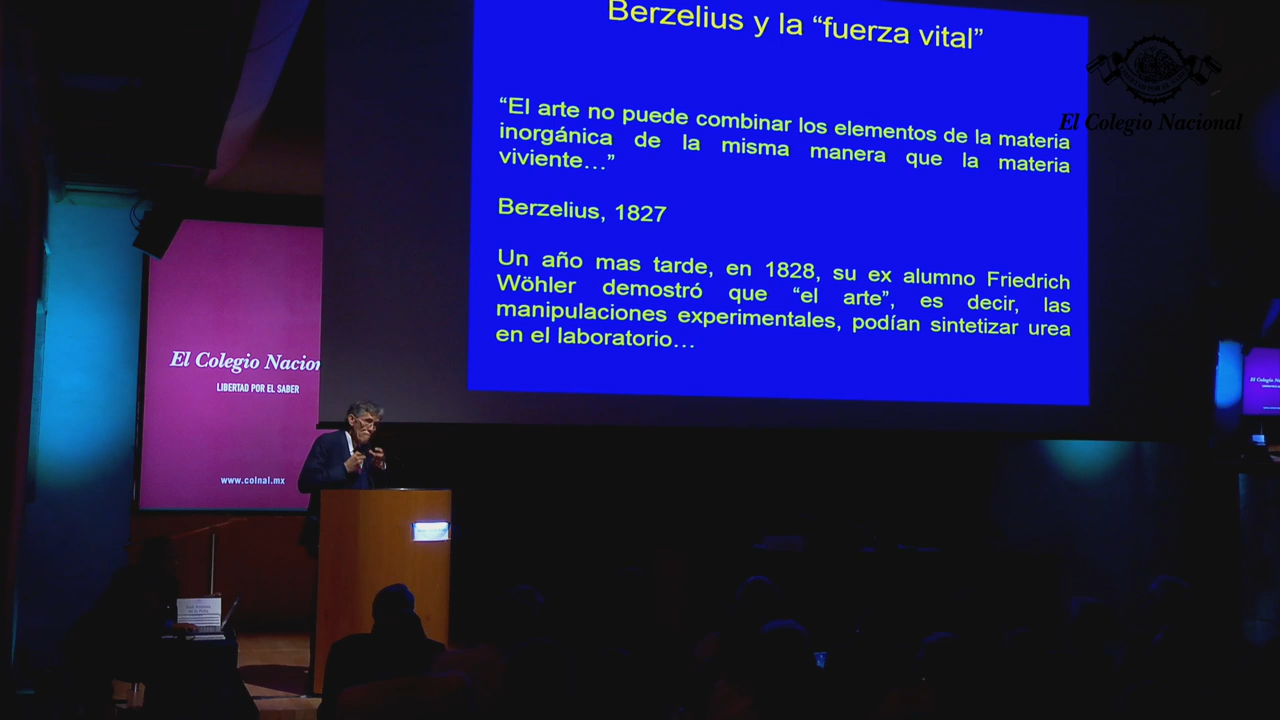 Berzelius y la “fuerza vital”
“El arte no puede combinar los elementos de la materia
inorgánica de la misma manera que la materia
viviente…”
Berzelius, 1827
Un año mas tarde, en 1828, su ex alumno Friedrich
Wöhler demostró que “el arte”, es decir, las
manipulaciones experimentales, podían sintetizar urea
en el laboratorio…
El Colegio Nacional
El Colegio Nacion
LIBERTAD POR EL SABER
www.colnal.mx